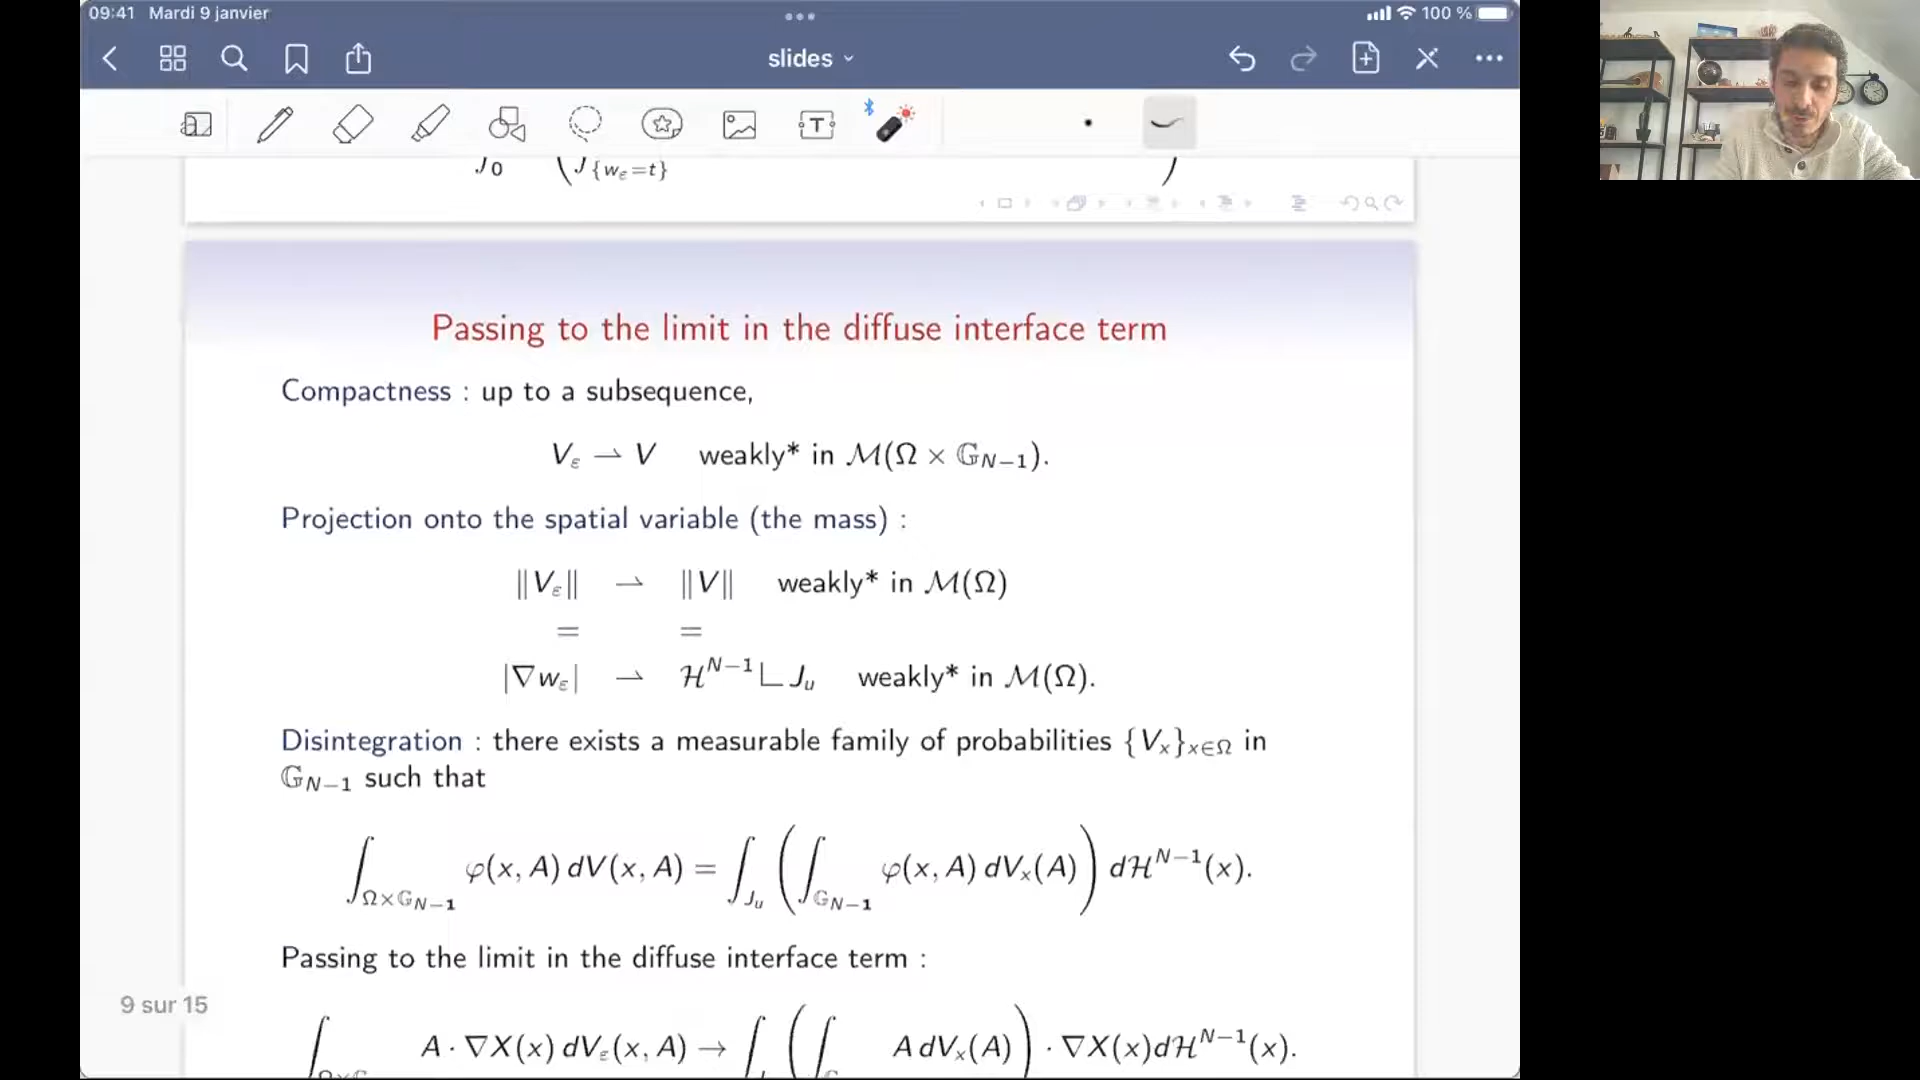 09:41 Mardi 9 janvier
100 %
slides
∫₀ (∫_{w_ε=t} )
Passing to the limit in the diffuse interface term
Compactness : up to a subsequence,
V_ε ⇀ V weakly* in ℳ(Ω × 𝔾_{N−1}).
Projection onto the spatial variable (the mass) :
‖V_ε‖ ⇀ ‖V‖ weakly* in ℳ(Ω)
= =
|∇w_ε| ⇀ ℋ^{N−1}∟J_u weakly* in ℳ(Ω).
Disintegration : there exists a measurable family of probabilities {V_x}_{x∈Ω} in
𝔾_{N−1} such that
∫_{Ω×𝔾_{N−1}} φ(x, A) dV(x, A) = ∫_{J_u} (∫_{𝔾_{N−1}} φ(x, A) dV_x(A)) dℋ^{N−1}(x).
Passing to the limit in the diffuse interface term :
9 sur 15
∫ A · ∇X(x) dV_ε(x, A) → ∫ (∫ A dV_x(A)) · ∇X(x)dℋ^{N−1}(x).